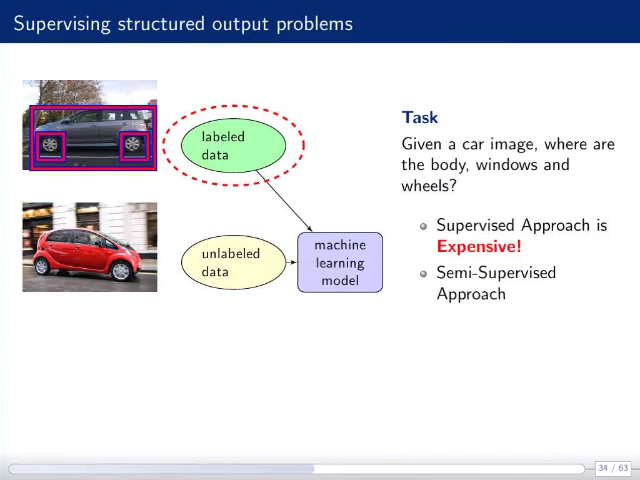 Supervising structured output problems
labeled
data
unlabeled
data
machine
learning
model
Task
Given a car image, where are
the body, windows and
wheels?
Supervised Approach is
Expensive!
Semi-Supervised
Approach
34 / 63